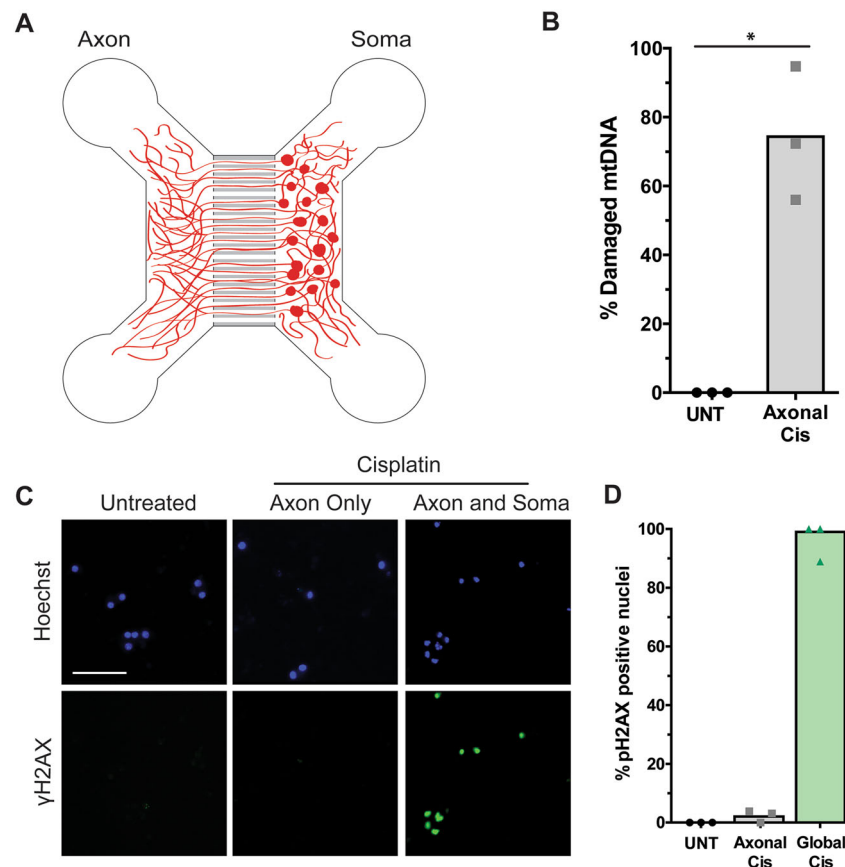 A
Axon
Soma
B
*
% Damaged mtDNA
100
80
60
40
20
0
UNT
Axonal
Cis
C
Cisplatin
Untreated
Axon Only
Axon and Soma
Hoechst
γH2AX
D
% pH2AX positive nuclei
100
80
60
40
20
0
UNT
Axonal
Cis
Global
Cis